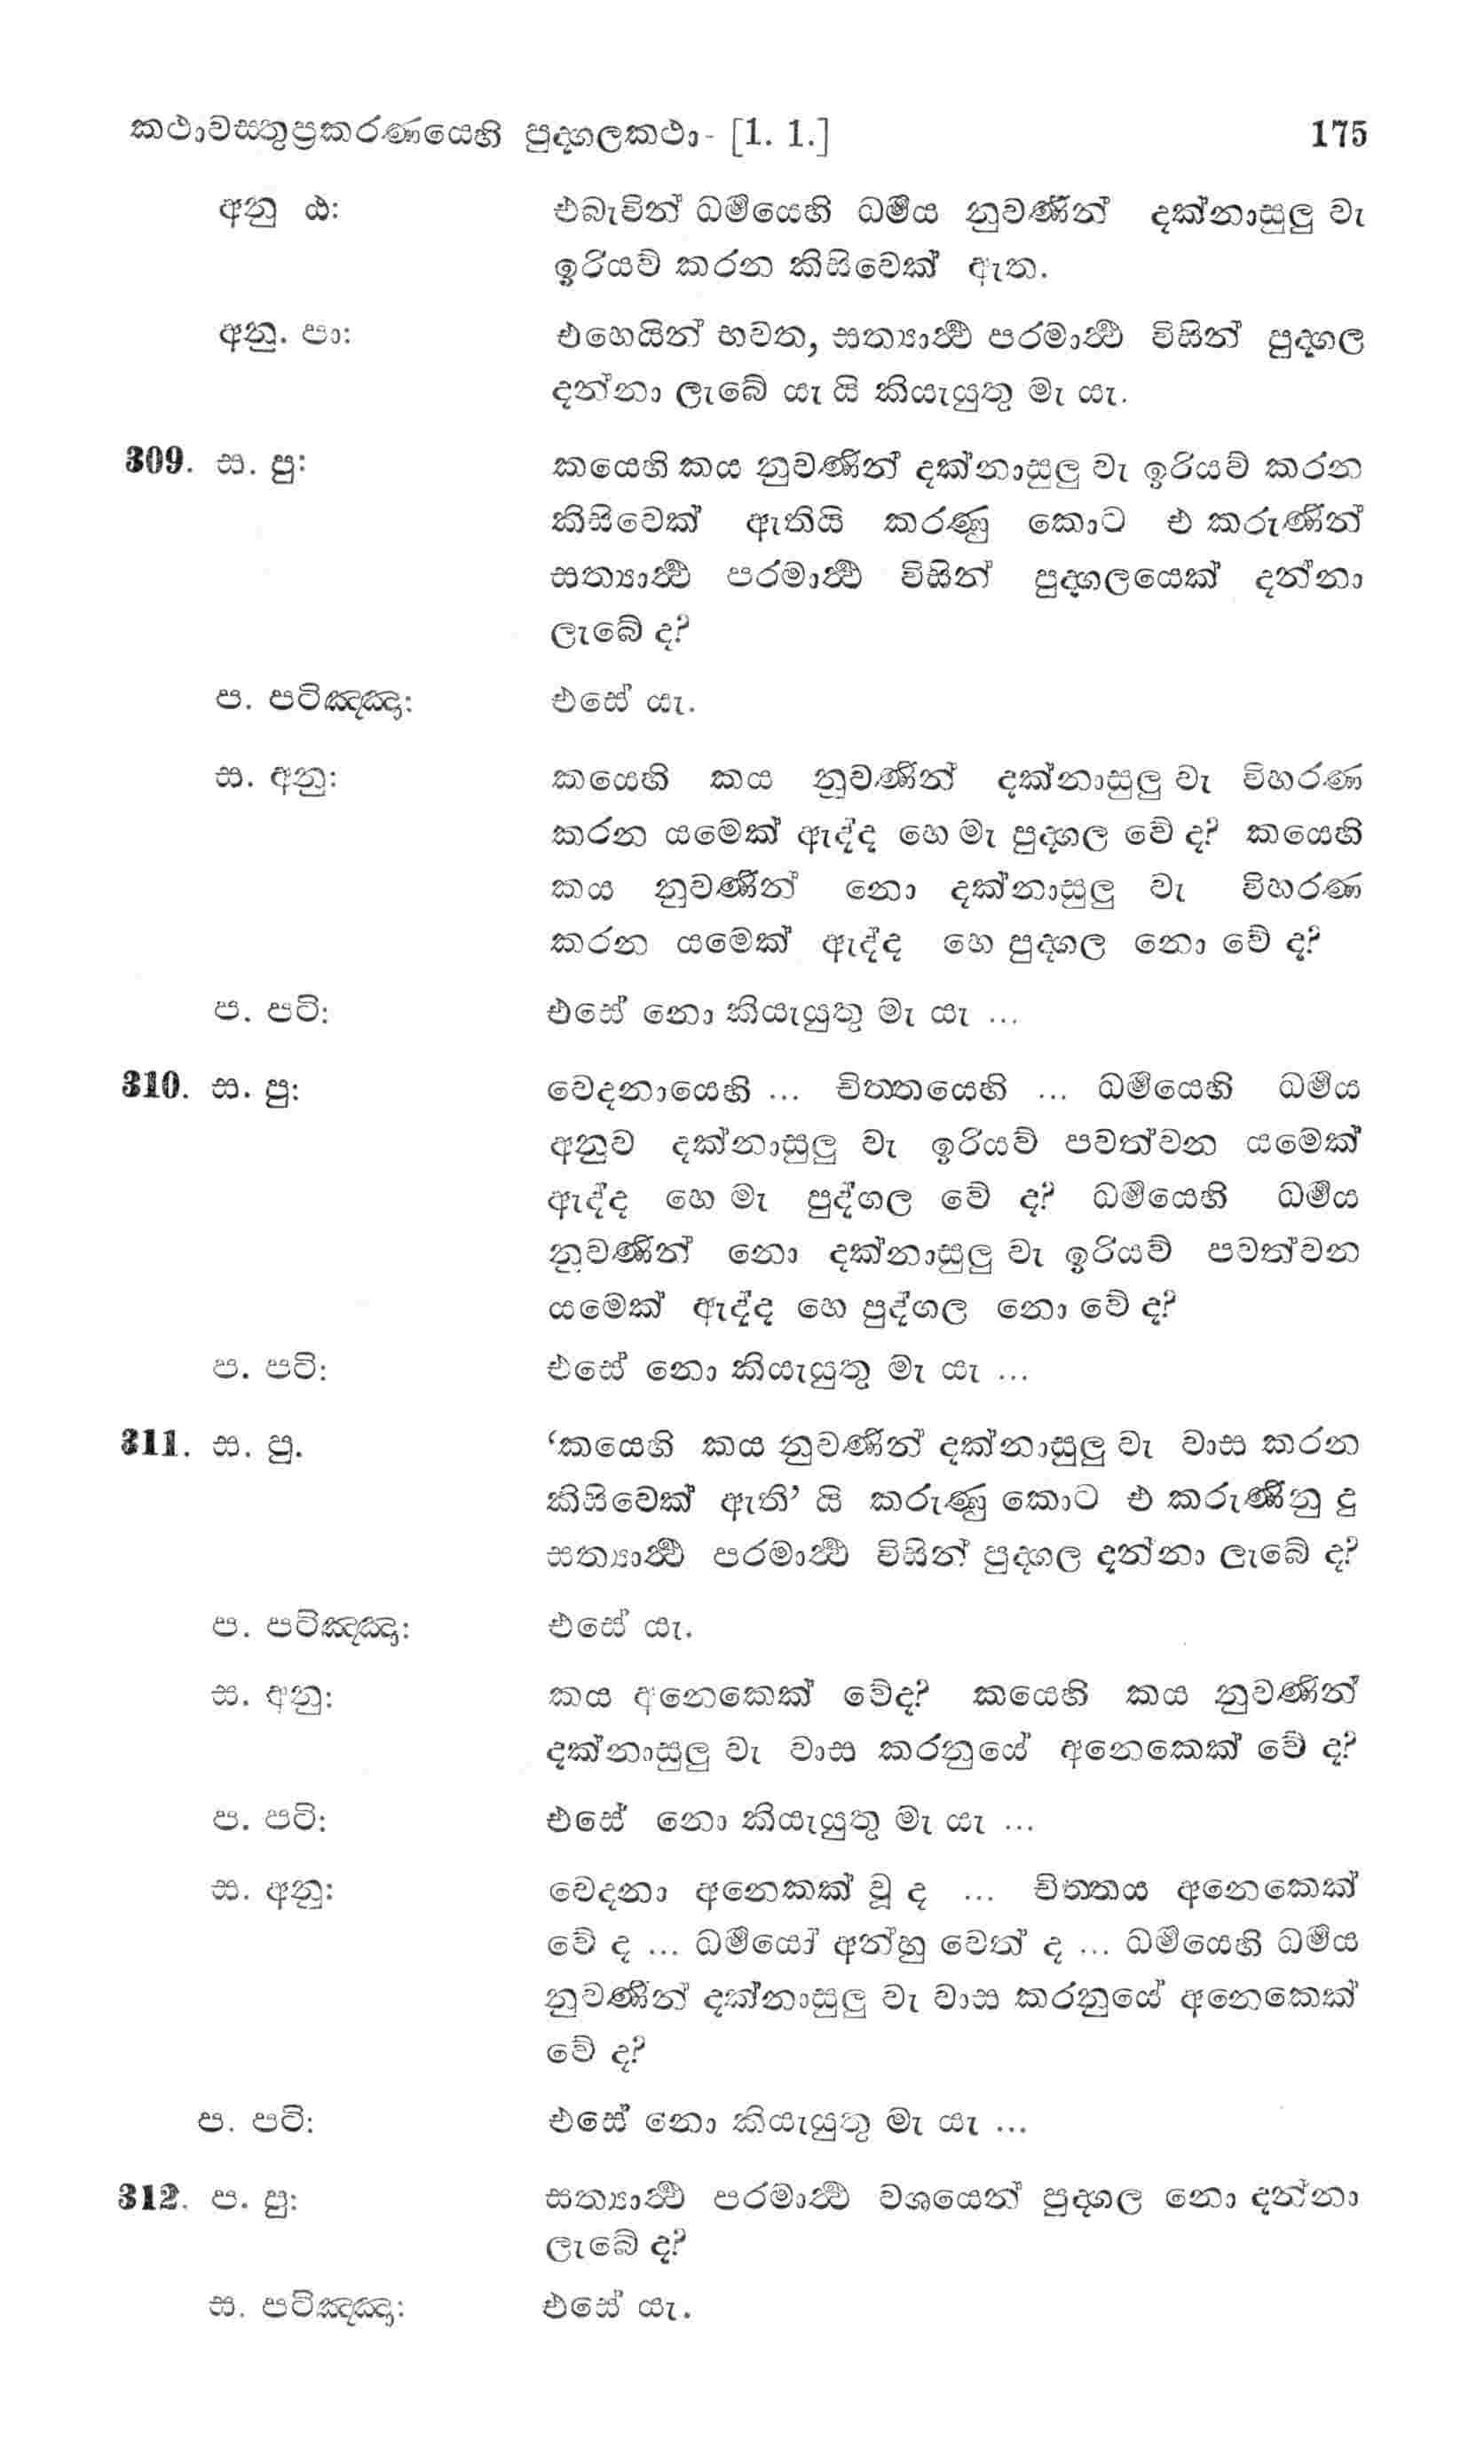 කථාවස්තුප්‍රකරණයෙහි පුද්ගලකථා- [1. 1.] 175
අනු ඨ: එබැවින් ධර්මයෙහි ධර්මය නුවණින් දක්නාසුලු වැ
ඉරියව් කරන කිසිවෙක් ඇත.
අනු. පා: එහෙයින් භවත, සත්‍යාර්ථ පරමාර්ථ විසින් පුද්ගල
දන්නා ලැබේ යැ යි කියැයුතු මැ යැ.
309. ස. පු: කයෙහි කය නුවණින් දක්නාසුලු වැ ඉරියව් කරන
කිසිවෙක් ඇතියි කරණු කොට එ කරුණින්
සත්‍යාර්ථ පරමාර්ථ විසින් පුද්ගලයෙක් දන්නා
ලැබේ ද?
ප. පටිඤ්ඤා: එසේ යැ.
ස. අනු: කයෙහි කය නුවණින් දක්නාසුලු වැ විහරණ
කරන යමෙක් ඇද්ද හෙ මැ පුද්ගල වේ ද? කයෙහි
කය නුවණින් නො දක්නාසුලු වැ විහරණ
කරන යමෙක් ඇද්ද හෙ පුද්ගල නො වේ ද?
ප. පටි: එසේ නො කියැයුතු මැ යැ ...
310. ස. පු: වෙදනායෙහි ... චිත්තයෙහි ... ධර්මයෙහි ධර්මය
අනුව දක්නාසුලු වැ ඉරියව් පවත්වන යමෙක්
ඇද්ද හෙ මැ පුද්ගල වේ ද? ධර්මයෙහි ධර්මය
නුවණින් නො දක්නාසුලු වැ ඉරියව් පවත්වන
යමෙක් ඇද්ද හෙ පුද්ගල නො වේ ද?
ප. පටි: එසේ නො කියැයුතු මැ යැ ...
311. ස. පු. ‘කයෙහි කය නුවණින් දක්නාසුලු වැ වාස කරන
කිසිවෙක් ඇති’ යි කරුණු කොට එ කරුණිනු දු
සත්‍යාර්ථ පරමාර්ථ විසින් පුද්ගල දන්නා ලැබේ ද?
ප. පටිඤ්ඤා: එසේ යැ.
ස. අනු: කය අනෙකෙක් වේද? කයෙහි කය නුවණින්
දක්නාසුලු වැ වාස කරනුයේ අනෙකෙක් වේ ද?
ප. පටි: එසේ නො කියැයුතු මැ යැ ...
ස. අනු: වෙදනා අනෙකක් වූ ද ... චිත්තය අනෙකෙක්
වේ ද ... ධර්මයෝ අන්හු වෙත් ද ... ධර්මයෙහි ධර්මය
නුවණින් දක්නාසුලු වැ වාස කරනුයේ අනෙකෙක්
වේ ද?
ප. පටි: එසේ නො කියැයුතු මැ යැ ...
312. ප. පු: සත්‍යාර්ථ පරමාර්ථ වශයෙන් පුද්ගල නො දන්නා
ලැබේ ද?
ස. පටිඤ්ඤා: එසේ යැ.